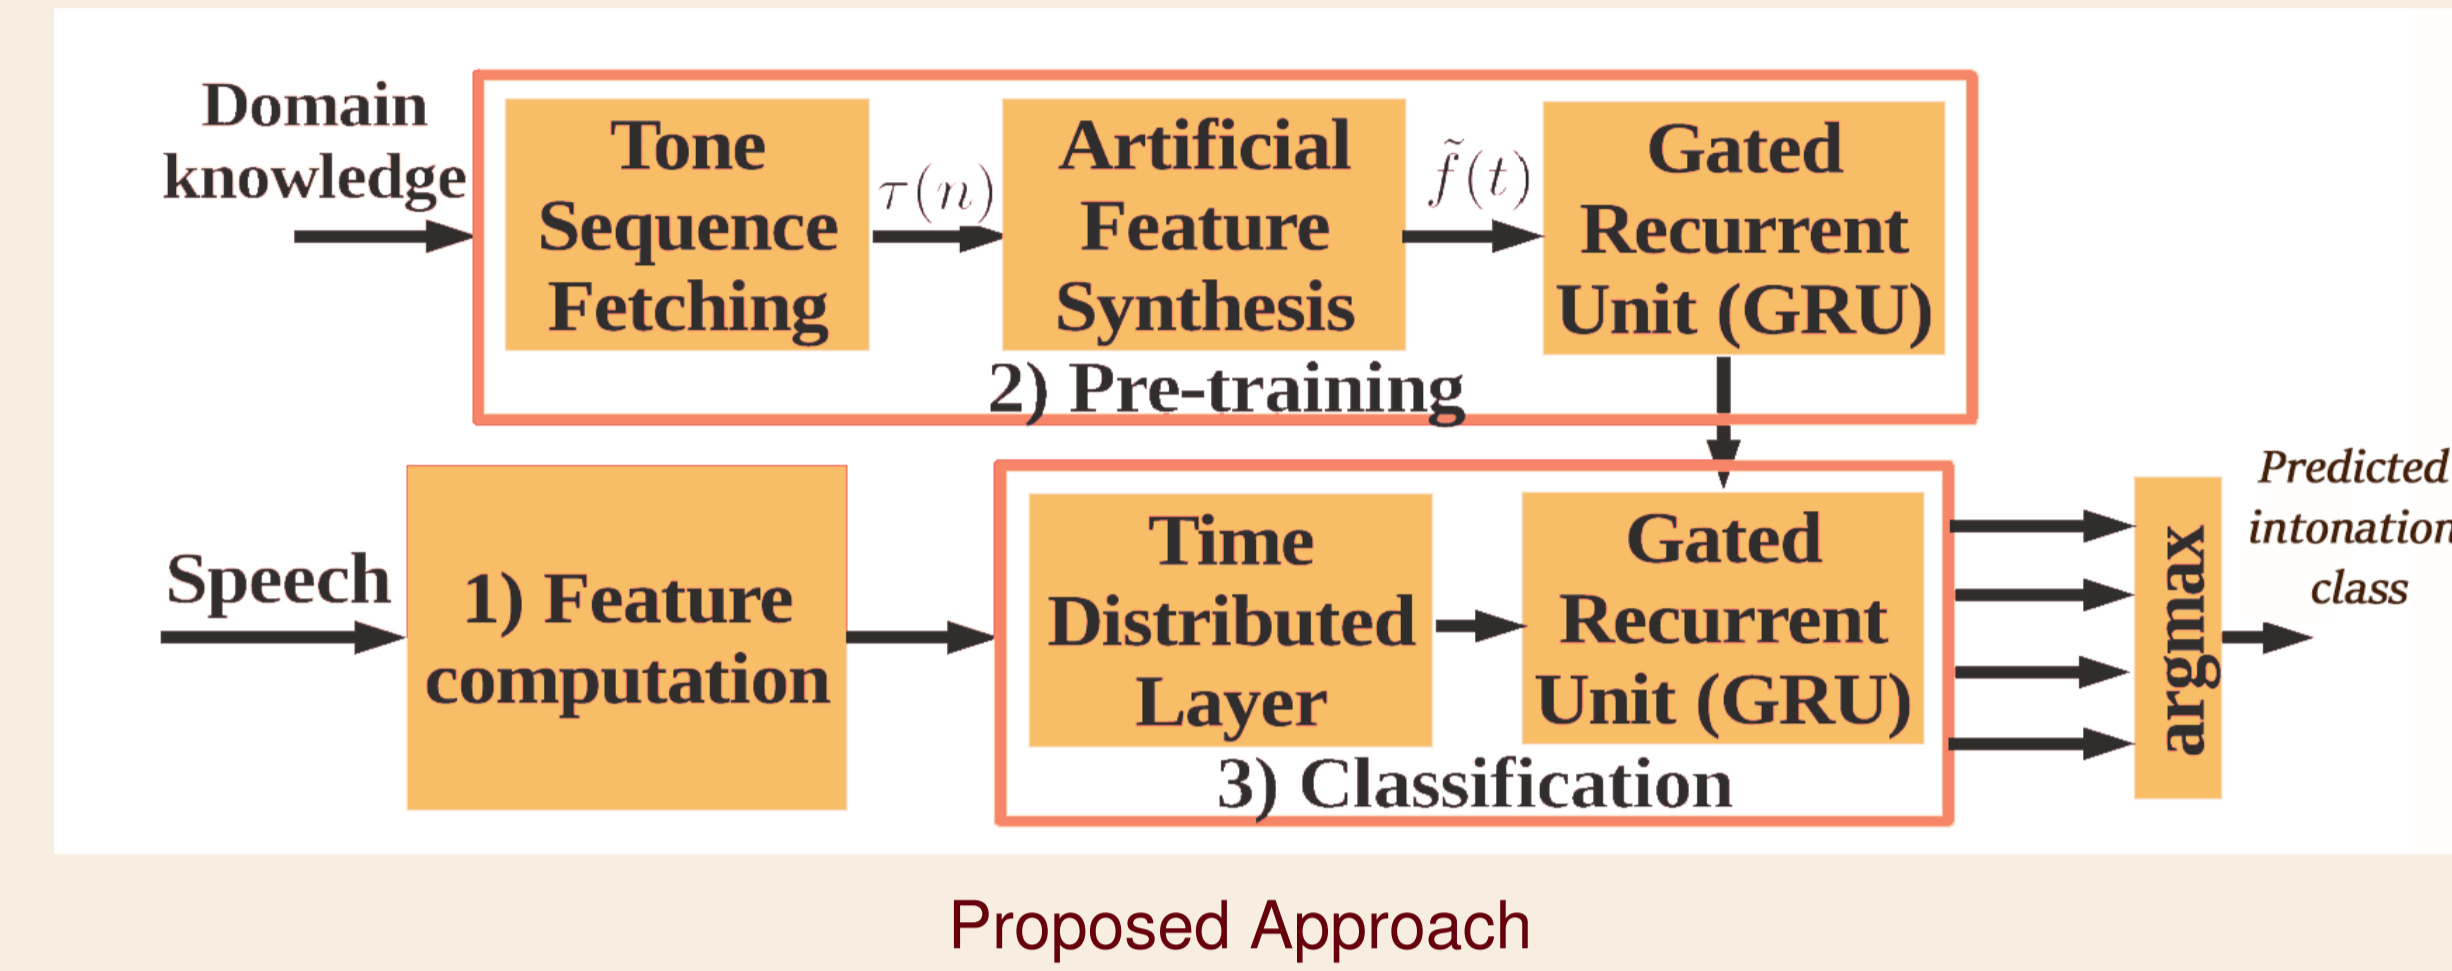 Domain
knowledge
Tone
Sequence
Fetching
τ(n)
Artificial
Feature
Synthesis
f̃(t)
Gated
Recurrent
Unit (GRU)
2) Pre-training
Speech
1) Feature
computation
Time
Distributed
Layer
Gated
Recurrent
Unit (GRU)
3) Classification
argmax
Predicted
intonation
class
Proposed Approach